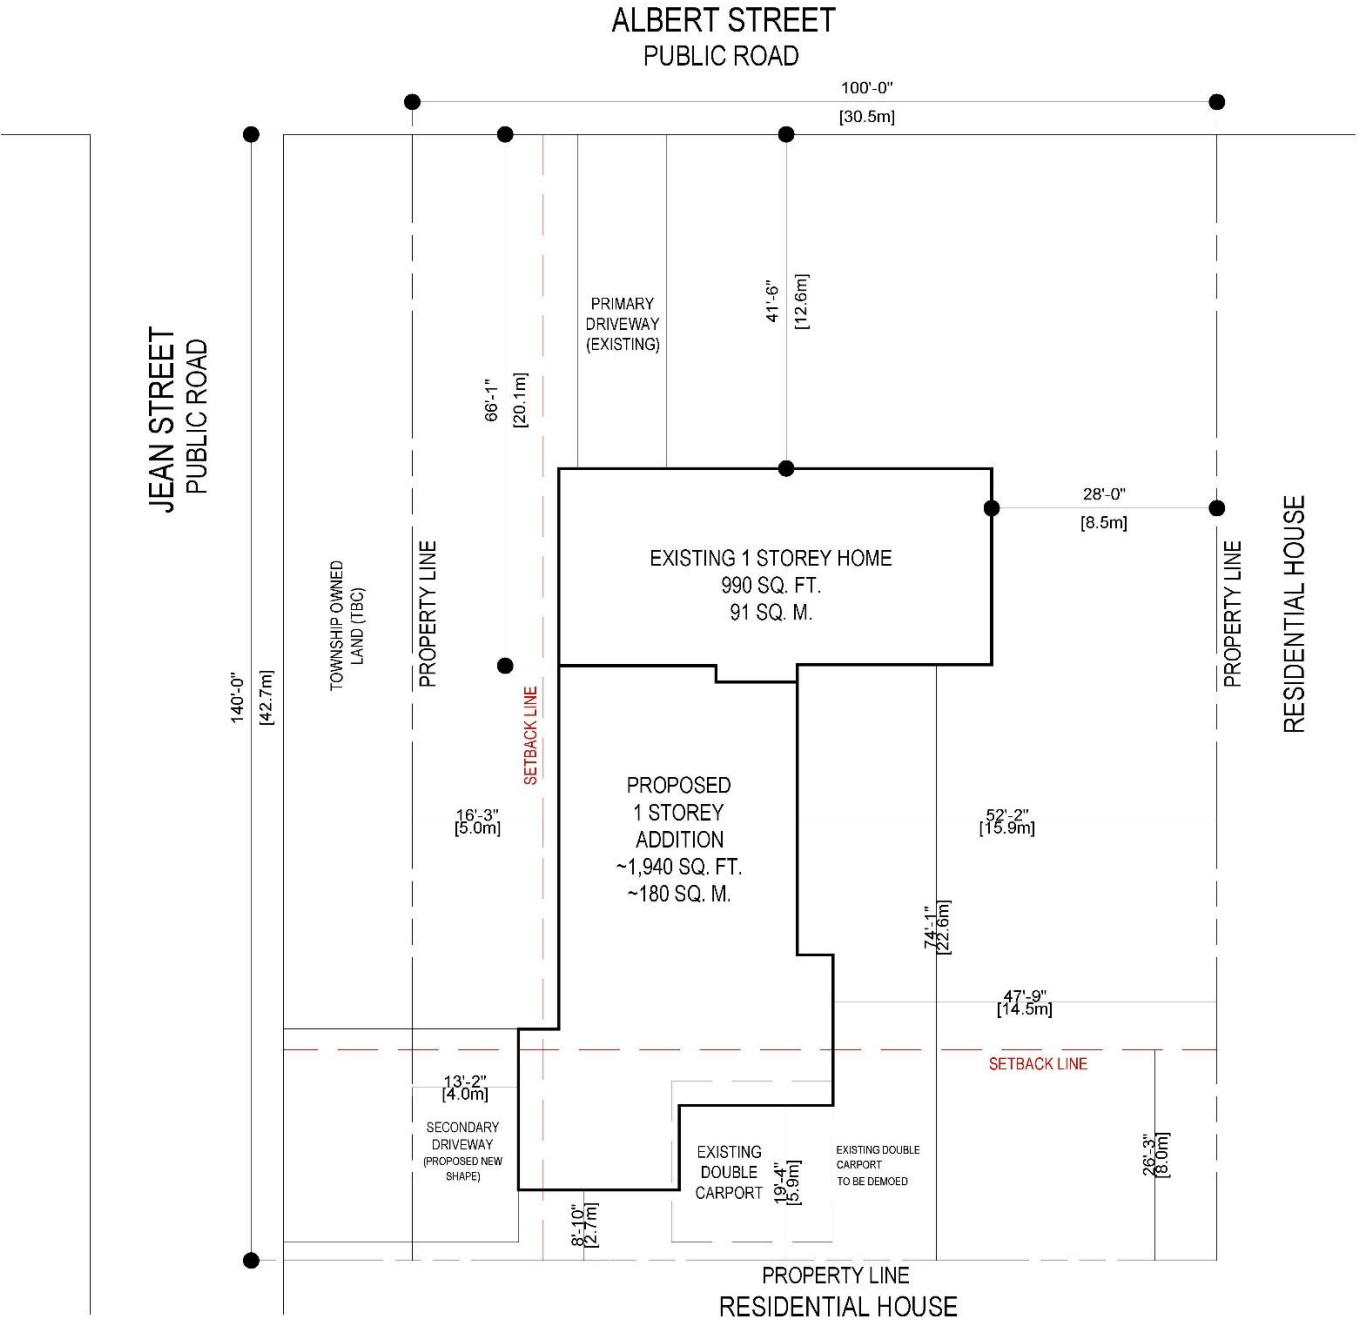 ALBERT STREET
PUBLIC ROAD
100'-0"
[30.5m]
PRIMARY
DRIVEWAY
(EXISTING)
41'-6"
[12.6m]
66'-1"
[20.1m]
JEAN STREET
PUBLIC ROAD
28'-0"
[8.5m]
EXISTING 1 STOREY HOME
990 SQ. FT.
91 SQ. M.
TOWNSHIP OWNED
LAND (TBC)
PROPERTY LINE
PROPERTY LINE
RESIDENTIAL HOUSE
140'-0"
[42.7m]
SETBACK LINE
PROPOSED
1 STOREY
ADDITION
~1,940 SQ. FT.
~180 SQ. M.
16'-3"
[5.0m]
52'-2"
[15.9m]
74'-1"
[22.6m]
47'-9"
[14.5m]
SETBACK LINE
13'-2"
[4.0m]
SECONDARY
DRIVEWAY
(PROPOSED NEW
SHAPE)
EXISTING
DOUBLE
CARPORT
19'-4"
[5.9m]
EXISTING DOUBLE
CARPORT
TO BE DEMOED
26'-3"
[8.0m]
8'-10"
[2.7m]
PROPERTY LINE
RESIDENTIAL HOUSE